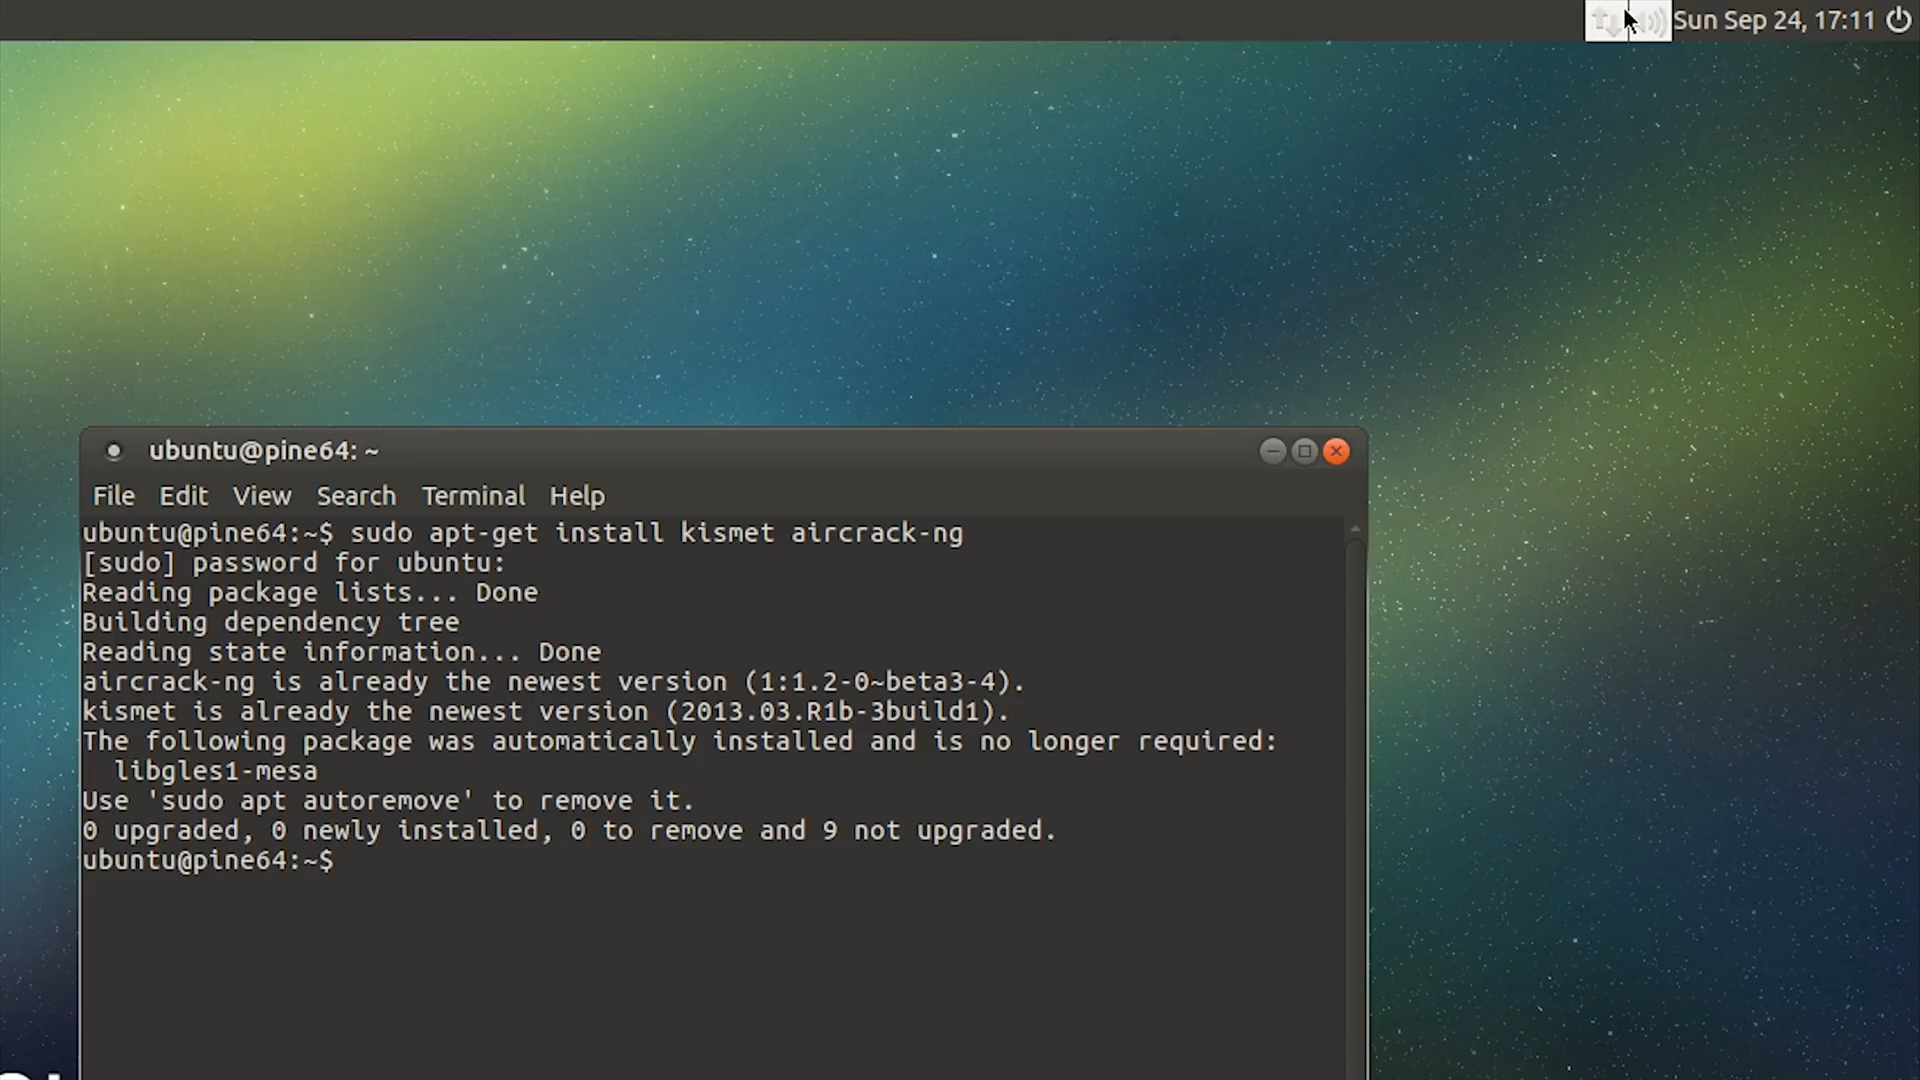 Sun Sep 24, 17:11
ubuntu@pine64: ~
File Edit View Search Terminal Help
ubuntu@pine64:~$ sudo apt-get install kismet aircrack-ng
[sudo] password for ubuntu:
Reading package lists... Done
Building dependency tree
Reading state information... Done
aircrack-ng is already the newest version (1:1.2-0~beta3-4).
kismet is already the newest version (2013.03.R1b-3build1).
The following package was automatically installed and is no longer required:
  libgles1-mesa
Use 'sudo apt autoremove' to remove it.
0 upgraded, 0 newly installed, 0 to remove and 9 not upgraded.
ubuntu@pine64:~$